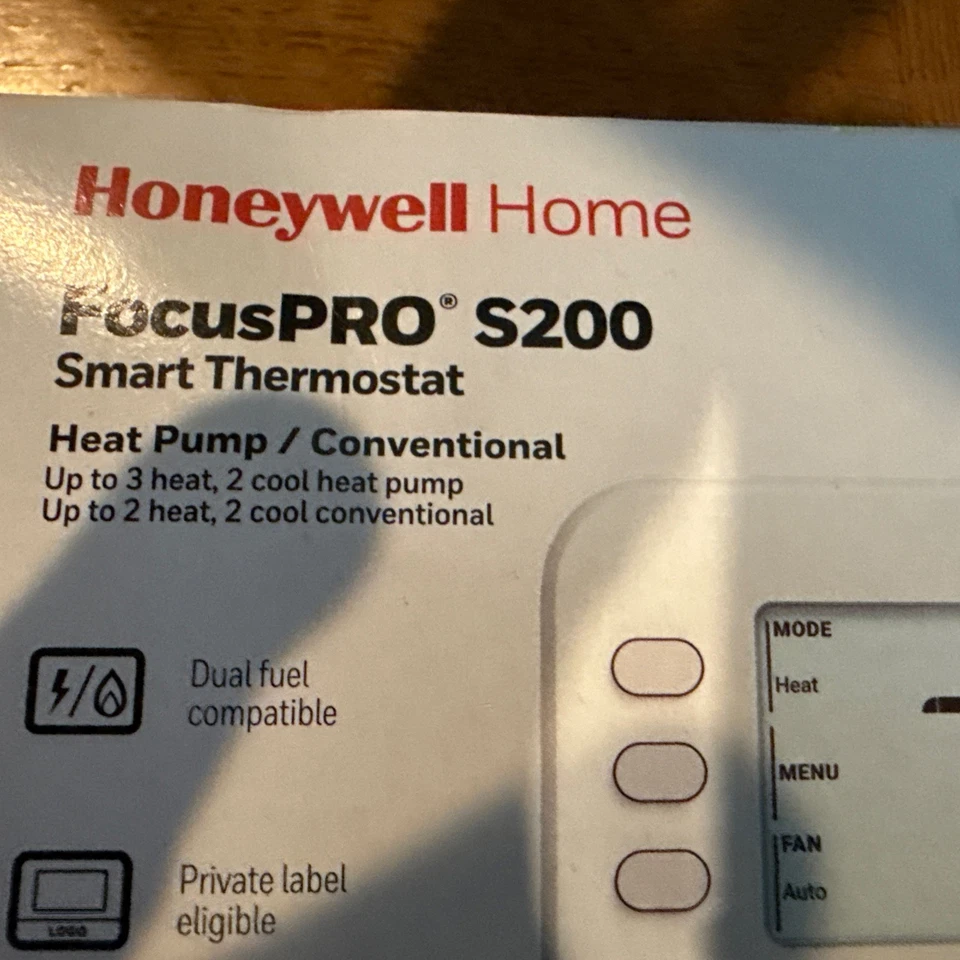 Honeywell Home
FocusPRO® S200
Smart Thermostat
Heat Pump / Conventional
Up to 3 heat, 2 cool heat pump
Up to 2 heat, 2 cool conventional
Dual fuel
compatible
Private label
eligible
LOGO
MODE
Heat
MENU
FAN
Auto